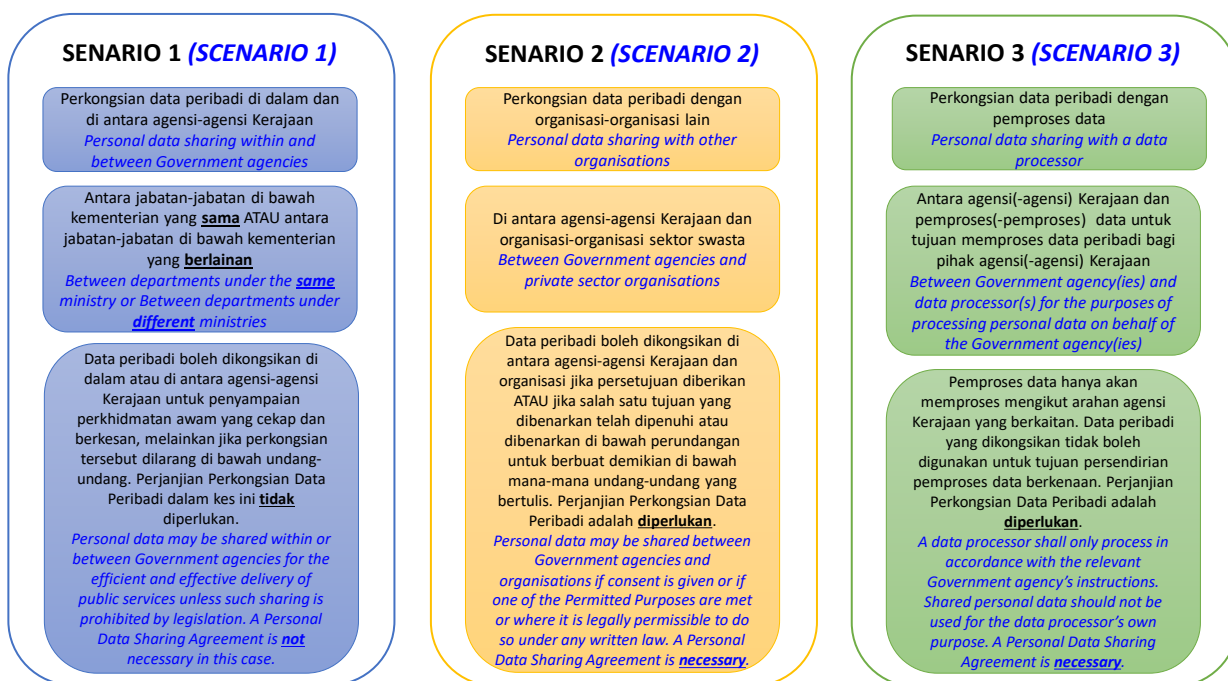 SENARIO 1 (SCENARIO 1)
Perkongsian data peribadi di dalam dan
di antara agensi-agensi Kerajaan
Personal data sharing within and
between Government agencies
Antara jabatan-jabatan di bawah
kementerian yang sama ATAU antara
jabatan-jabatan di bawah kementerian
yang berlainan
Between departments under the same
ministry or Between departments under
different ministries
Data peribadi boleh dikongsikan di
dalam atau di antara agensi-agensi
Kerajaan untuk penyampaian
perkhidmatan awam yang cekap dan
berkesan, melainkan jika perkongsian
tersebut dilarang di bawah undang-
undang. Perjanjian Perkongsian Data
Peribadi dalam kes ini tidak
diperlukan.
Personal data may be shared within or
between Government agencies for the
efficient and effective delivery of
public services unless such sharing is
prohibited by legislation. A Personal
Data Sharing Agreement is not
necessary in this case.
SENARIO 2 (SCENARIO 2)
Perkongsian data peribadi dengan
organisasi-organisasi lain
Personal data sharing with other
organisations
Di antara agensi-agensi Kerajaan dan
organisasi-organisasi sektor swasta
Between Government agencies and
private sector organisations
Data peribadi boleh dikongsikan di
antara agensi-agensi Kerajaan dan
organisasi jika persetujuan diberikan
ATAU jika salah satu tujuan yang
dibenarkan telah dipenuhi atau
dibenarkan di bawah perundangan
untuk berbuat demikian di bawah
mana-mana undang-undang yang
bertulis. Perjanjian Perkongsian Data
Peribadi adalah diperlukan.
Personal data may be shared between
Government agencies and
organisations if consent is given or if
one of the Permitted Purposes are met
or where it is legally permissible to do
so under any written law. A Personal
Data Sharing Agreement is necessary.
SENARIO 3 (SCENARIO 3)
Perkongsian data peribadi dengan
pemproses data
Personal data sharing with a data
processor
Antara agensi(-agensi) Kerajaan dan
pemproses(-pemproses) data untuk
tujuan memproses data peribadi bagi
pihak agensi(-agensi) Kerajaan
Between Government agency(ies) and
data processor(s) for the purposes of
processing personal data on behalf of
the Government agency(ies)
Pemproses data hanya akan
memproses mengikut arahan agensi
Kerajaan yang berkaitan. Data peribadi
yang dikongsikan tidak boleh
digunakan untuk tujuan persendirian
pemproses data berkenaan. Perjanjian
Perkongsian Data Peribadi adalah
diperlukan.
A data processor shall only process in
accordance with the relevant
Government agency's instructions.
Shared personal data should not be
used for the data processor's own
purpose. A Personal Data Sharing
Agreement is necessary.